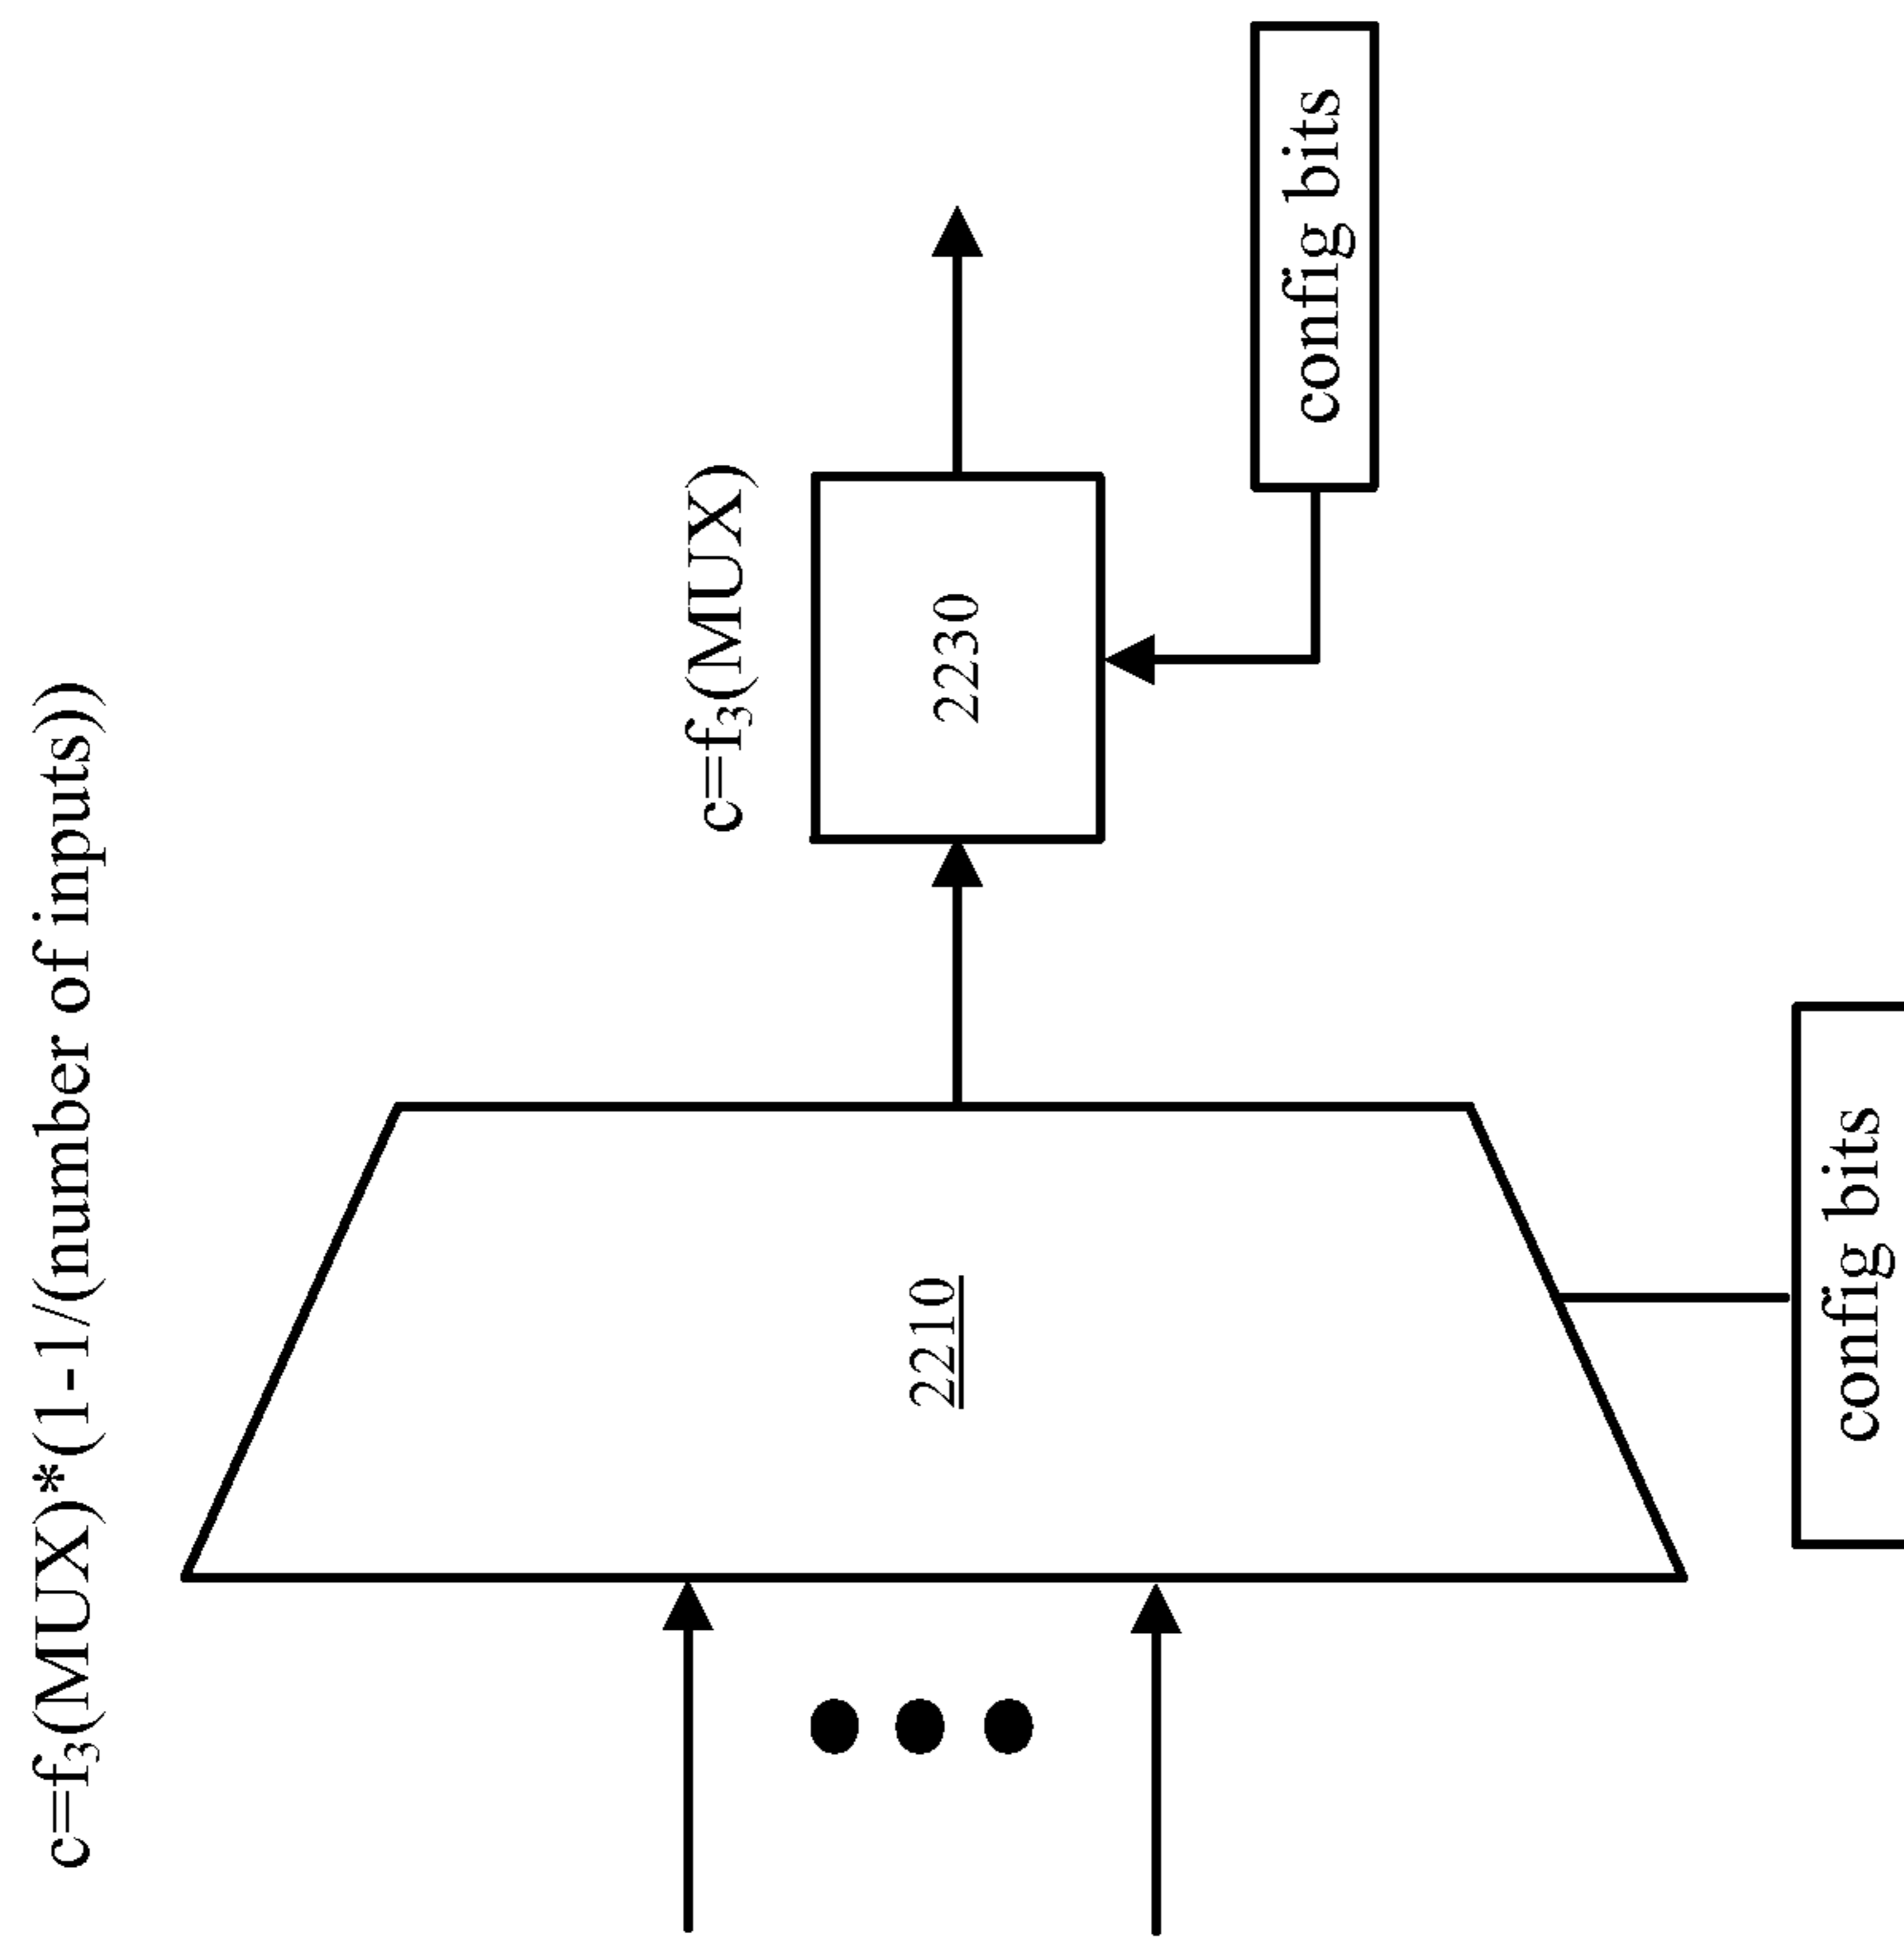 c=f₃(MUX)*(1-1/(number of inputs))
c=f₃(MUX)
2210
2230
config bits
config bits